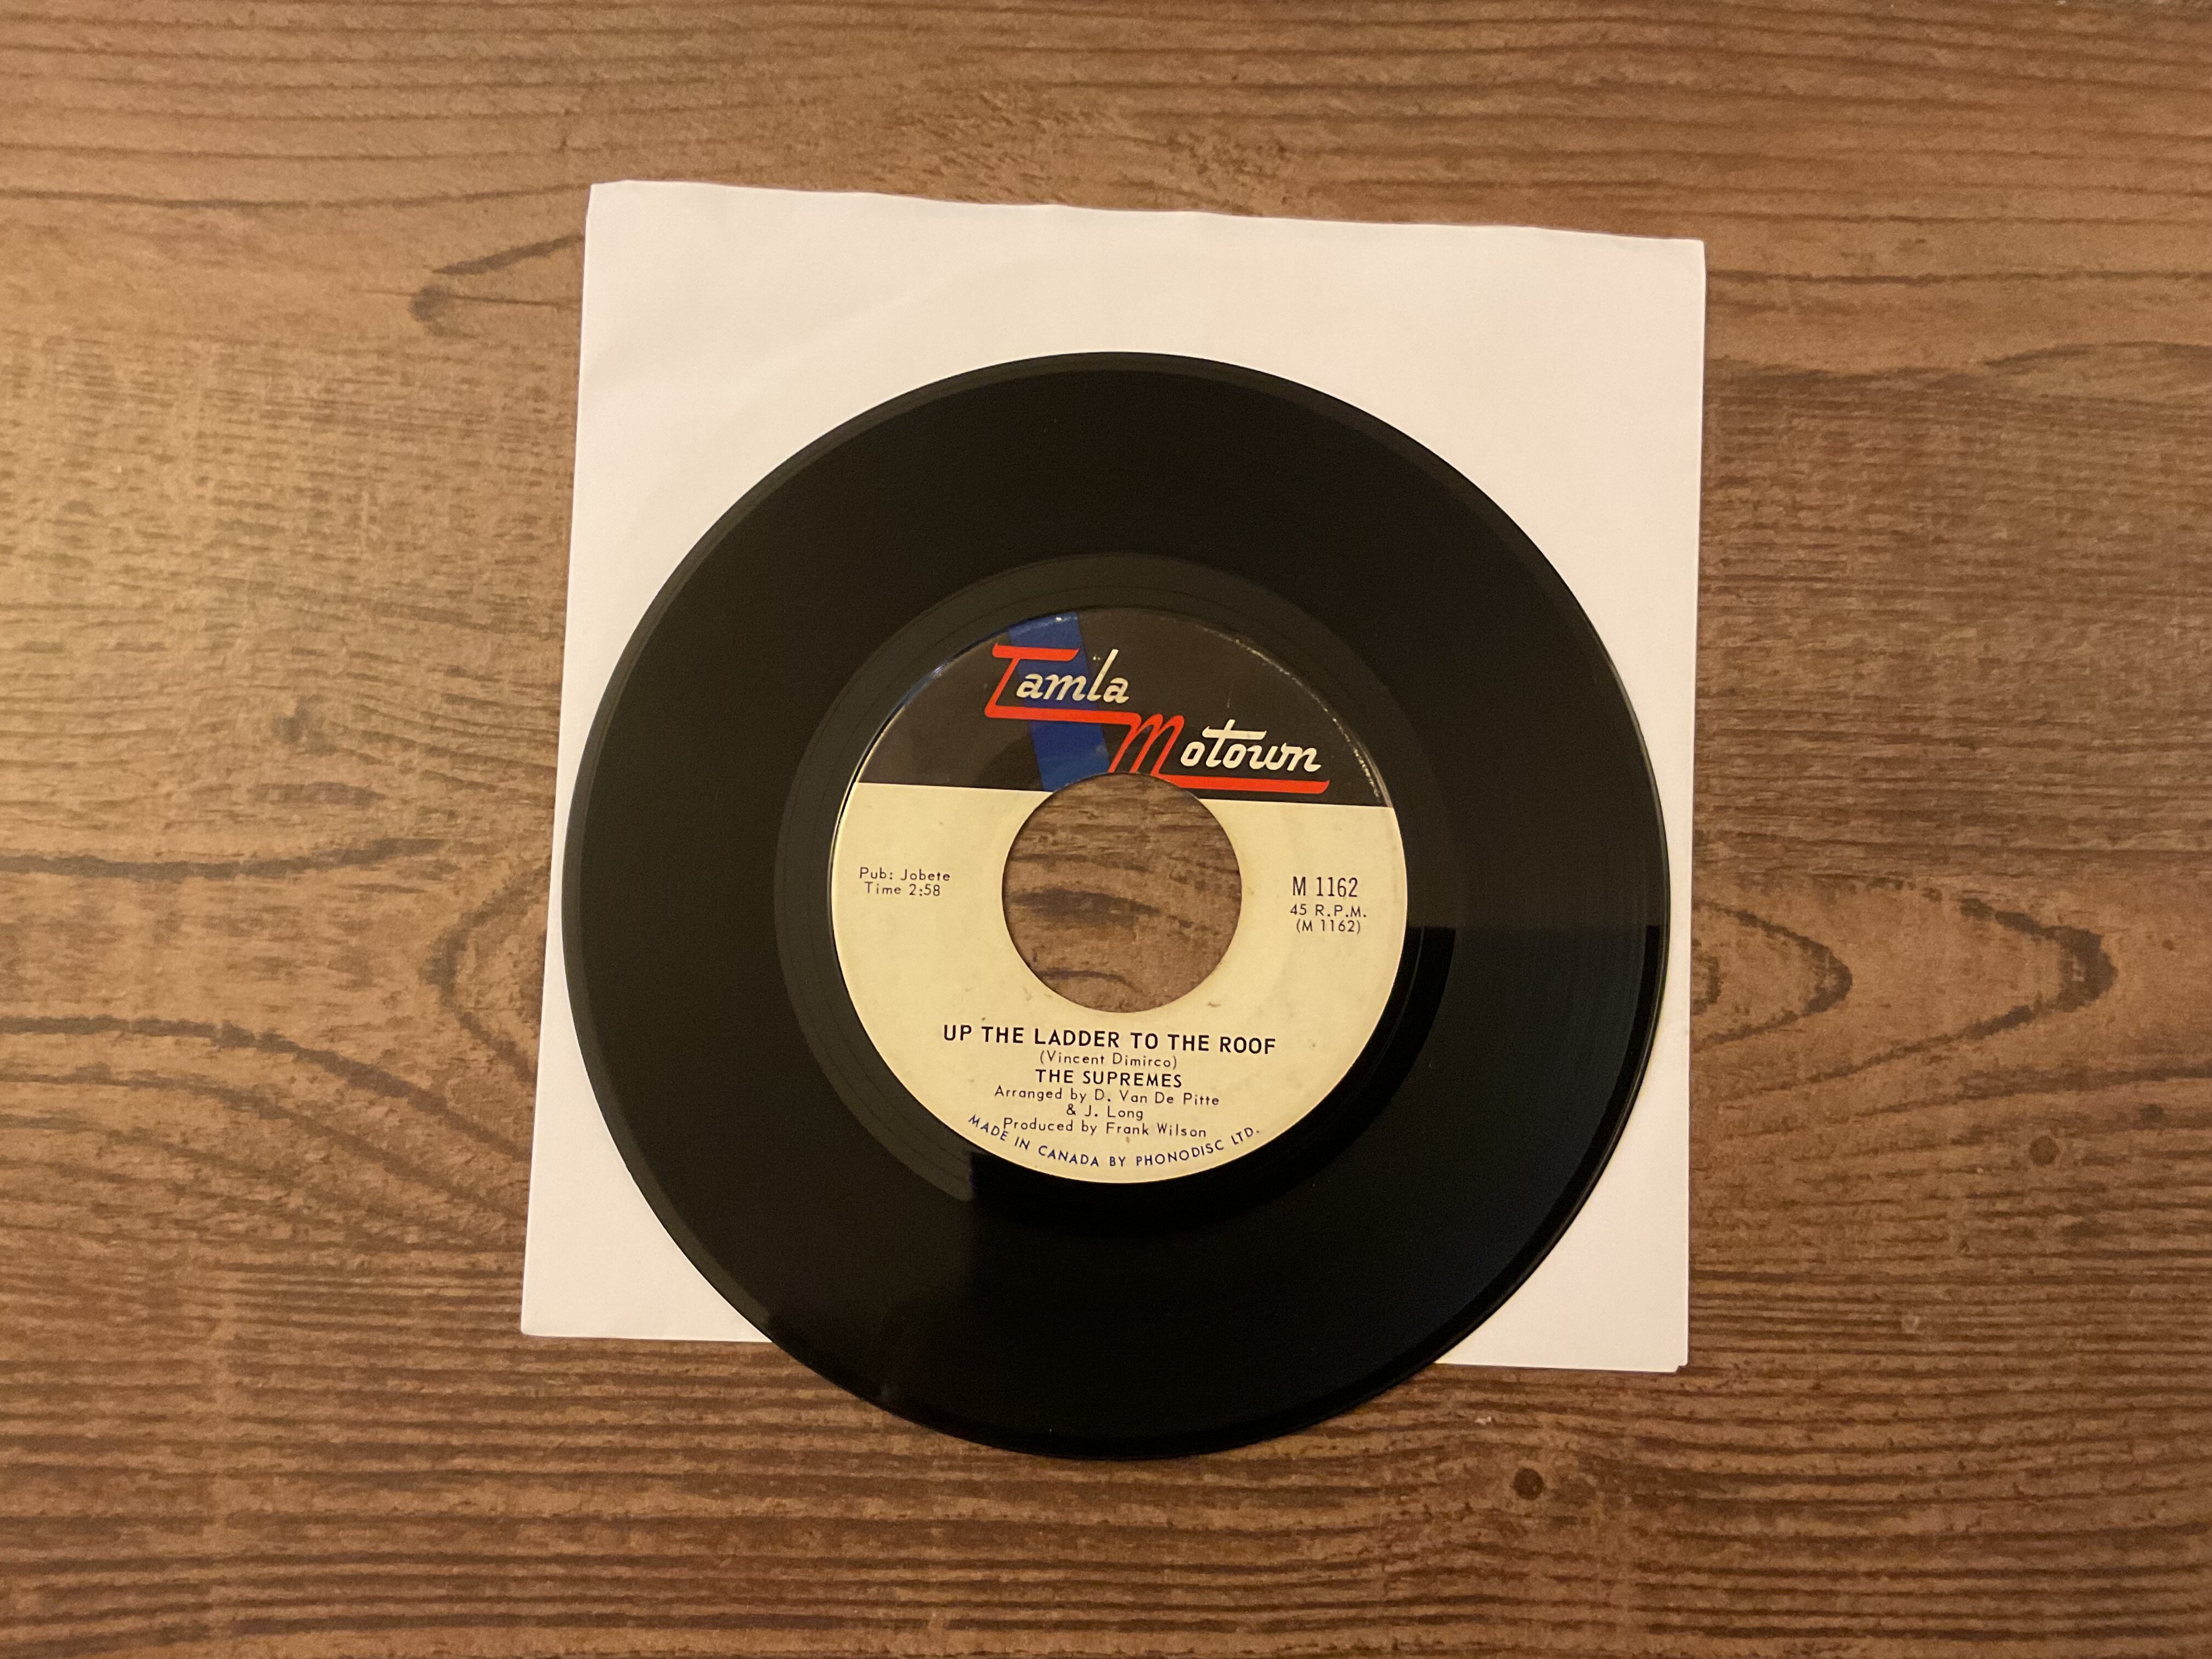 Tamla
Motown
Pub: Jobete
Time 2:58
M 1162
45 R.P.M.
(M 1162)
UP THE LADDER TO THE ROOF
(Vincent Dimirco)
THE SUPREMES
Arranged by D. Van De Pitte
& J. Long
Produced by Frank Wilson
MADE IN CANADA BY PHONODISC LTD.